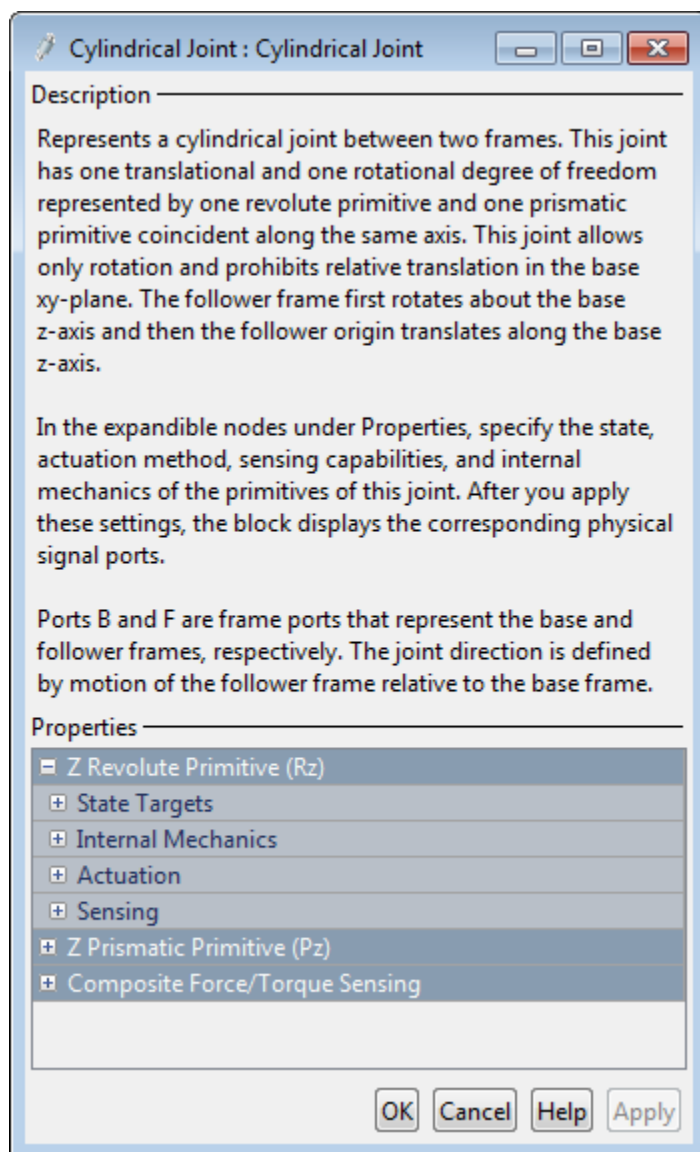 Cylindrical Joint : Cylindrical Joint
Description
Represents a cylindrical joint between two frames. This joint
has one translational and one rotational degree of freedom
represented by one revolute primitive and one prismatic
primitive coincident along the same axis. This joint allows
only rotation and prohibits relative translation in the base
xy-plane. The follower frame first rotates about the base
z-axis and then the follower origin translates along the base
z-axis.
In the expandible nodes under Properties, specify the state,
actuation method, sensing capabilities, and internal
mechanics of the primitives of this joint. After you apply
these settings, the block displays the corresponding physical
signal ports.
Ports B and F are frame ports that represent the base and
follower frames, respectively. The joint direction is defined
by motion of the follower frame relative to the base frame.
Properties
Z Revolute Primitive (Rz)
State Targets
Internal Mechanics
Actuation
Sensing
Z Prismatic Primitive (Pz)
Composite Force/Torque Sensing
OK Cancel Help Apply